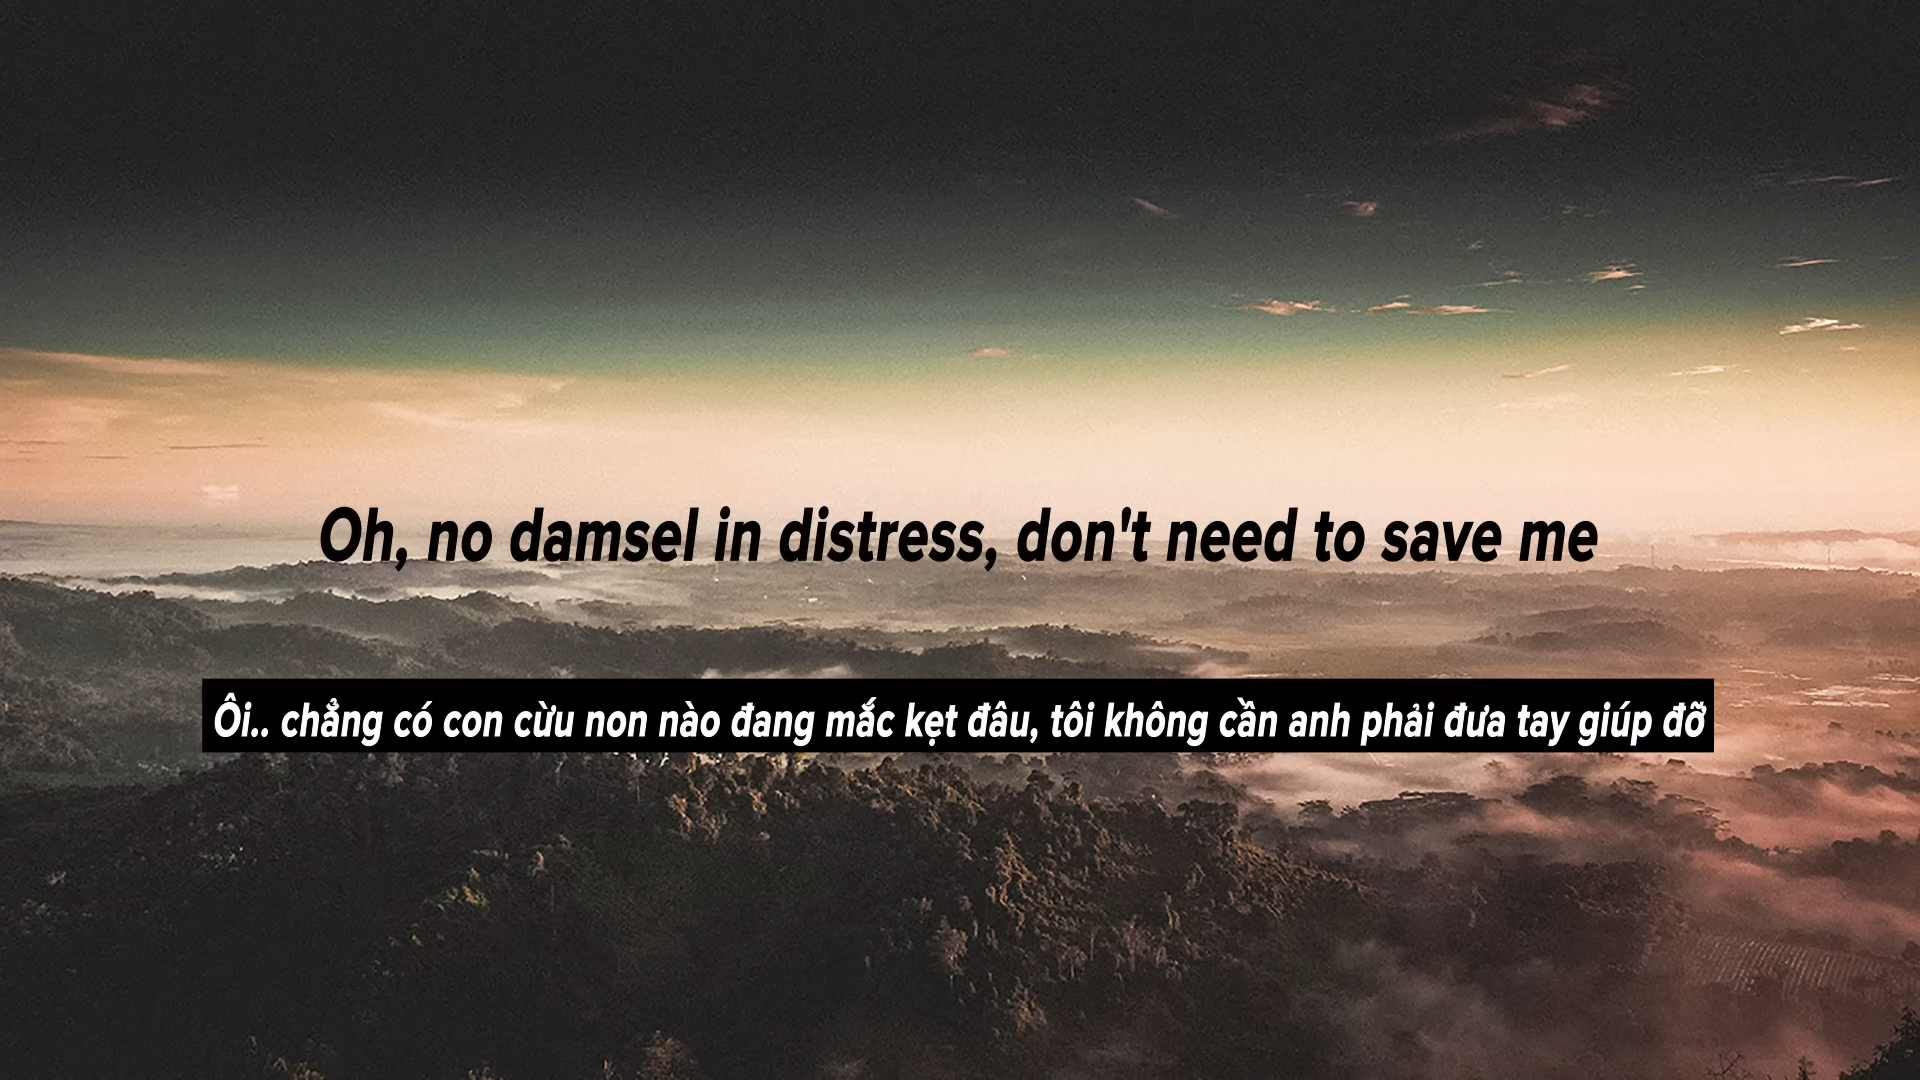 Oh, no damsel in distress, don't need to save me
Ôi.. chẳng có con cừu non nào đang mắc kẹt đâu, tôi không cần anh phải đưa tay giúp đỡ